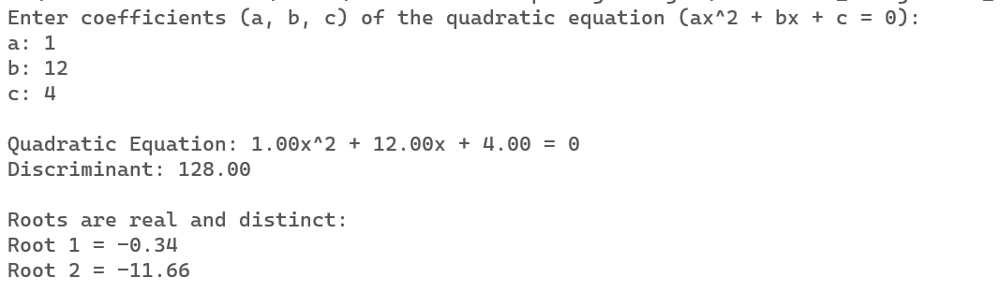 Enter coefficients (a, b, c) of the quadratic equation (ax^2 + bx + c = 0):
a: 1
b: 12
c: 4
Quadratic Equation: 1.00x^2 + 12.00x + 4.00 = 0
Discriminant: 128.00
Roots are real and distinct:
Root 1 = -0.34
Root 2 = -11.66